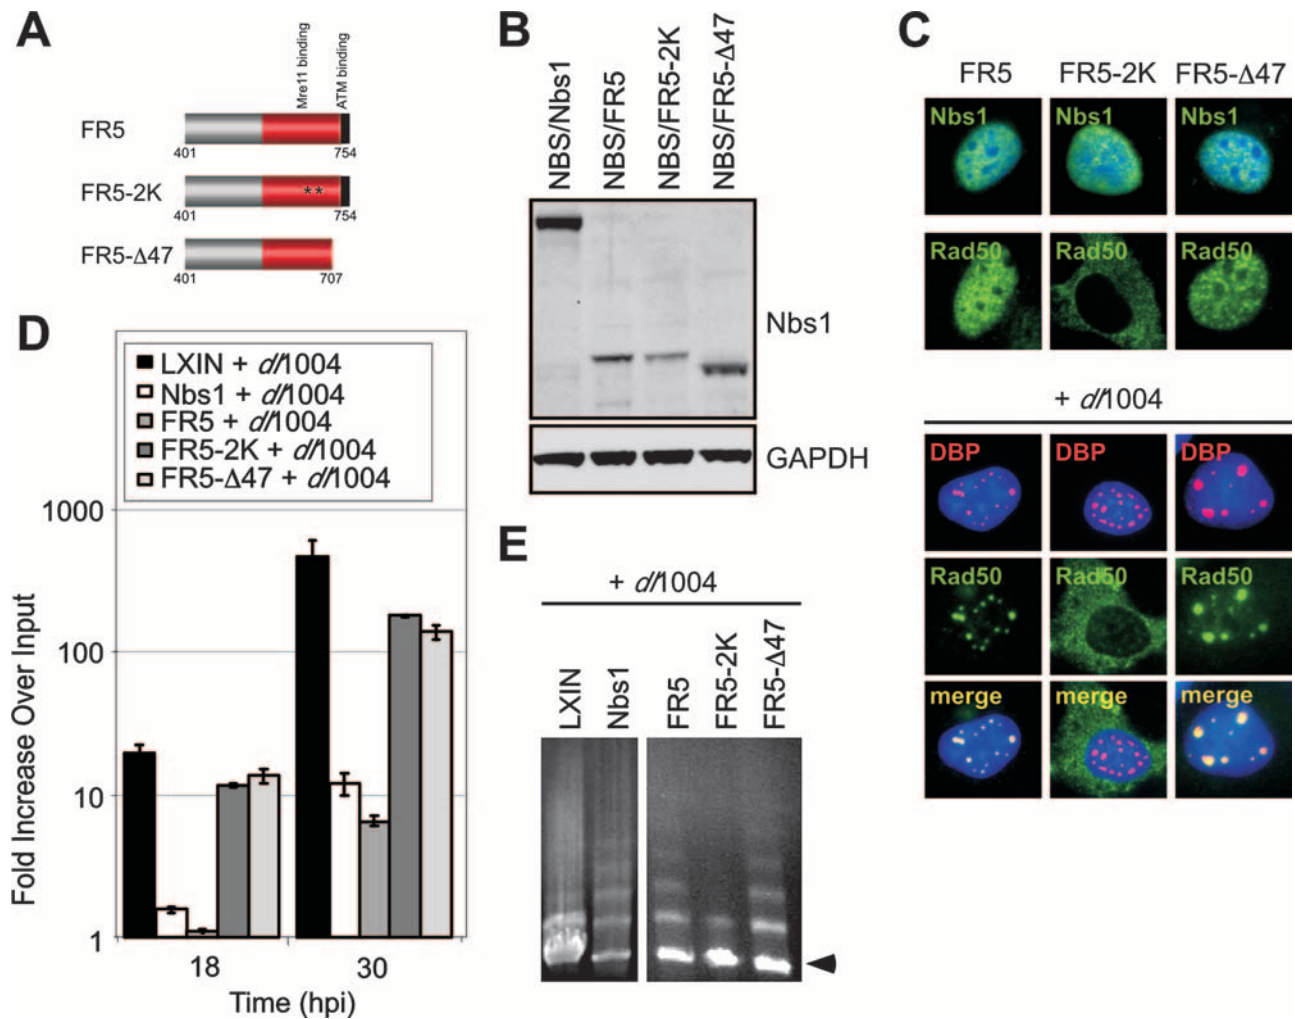 A
Mre11 binding
ATM binding
FR5
401
754
FR5-2K
**
401
754
FR5-Δ47
401
707
B
NBS/Nbs1
NBS/FR5
NBS/FR5-2K
NBS/FR5-Δ47
Nbs1
GAPDH
C
FR5 FR5-2K FR5-Δ47
Nbs1 Nbs1 Nbs1
Rad50 Rad50 Rad50
+ dl1004
DBP DBP DBP
Rad50 Rad50 Rad50
merge merge merge
D
LXIN + dl1004
Nbs1 + dl1004
FR5 + dl1004
FR5-2K + dl1004
FR5-Δ47 + dl1004
Fold Increase Over Input
1000
100
10
1
18 30
Time (hpi)
E
+ dl1004
LXIN
Nbs1
FR5
FR5-2K
FR5-Δ47